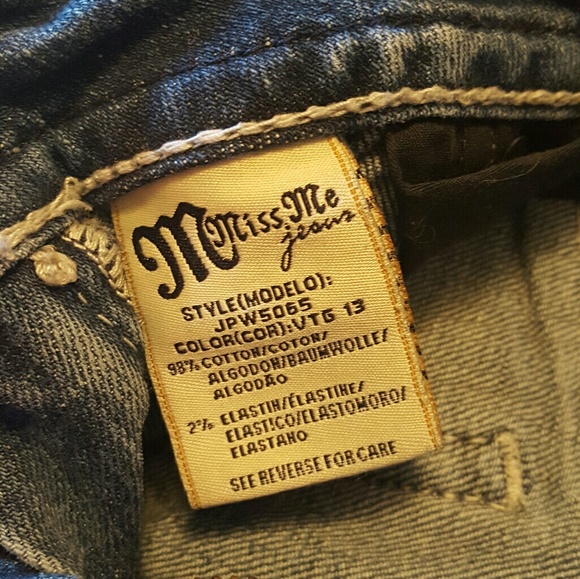 M Miss Me
jeans
STYLE(MODELO):
JPW5065
COLOR(COR):VTG 13
98% COTTON/COTON/
ALGODON/BAUMWOLLE/
ALGODÃO
2% ELASTIN/ÉLASTINE/
ELASTICO/ELASTOMORO/
ELASTANO
SEE REVERSE FOR CARE